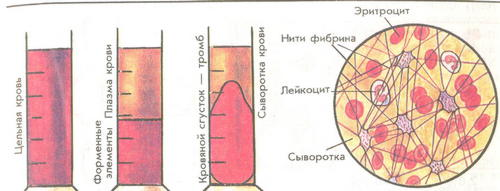 Цельная кровь
Форменные
элементы
Плазма крови
Кровяной сгусток — тромб
Сыворотка крови
Эритроцит
Нити фибрина
Лейкоцит
Сыворотка